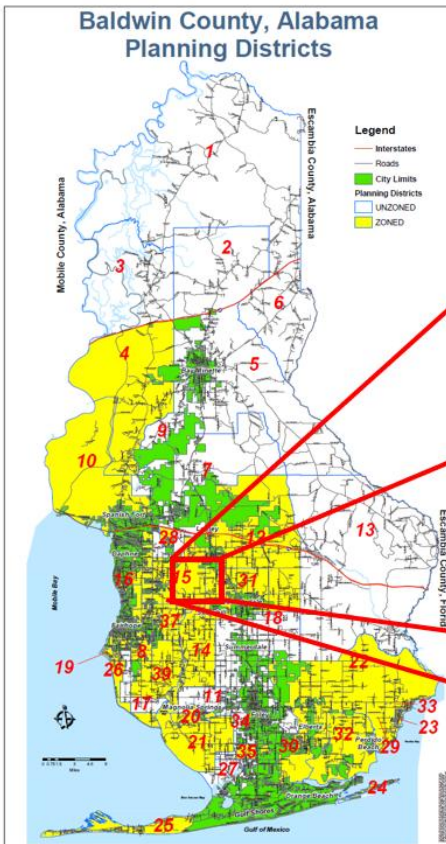 Baldwin County, Alabama
Planning Districts
Escambia County, Alabama
Mobile County, Alabama
Legend
Interstates
Roads
City Limits
Planning Districts
UNZONED
ZONED
1
2
3
6
4
5
Bay Minette
9
10
7
13
Escambia County, Florida
Spanish Fort
Loxley
28
12
Daphne
15
31
16
Mobile Bay
18
37
Fairhope
Summerdale
8
14
22
19
26
39
17
11
33
Magnolia Springs
20
34
Foley
23
Elberta
32
21
35
30
Perdido
Beach
29
27
Miles
24
Orange Beach
Gulf Shores
25
Gulf of Mexico